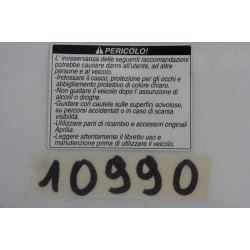 PERICOLO!
L' inosservanza delle seguenti raccomandazioni
potrebbe causare danni all'utente, ad altre
persone e al veicolo.
-Indossare il casco, protezione per gli occhi e
abbigliamento protettivo di colore chiaro.
-Non guidare il veicolo dopo l' assunzione di
alcool o droghe.
-Guidare con cautela sulle superfici scivolose,
su percorsi accidentati o in caso di scarsa
visibilità.
-Utilizzare parti di ricambio e accessori originali
Aprilia.
-Leggere attentamente il libretto uso e
manutenzione prima di utilizzare il veicolo.
10990